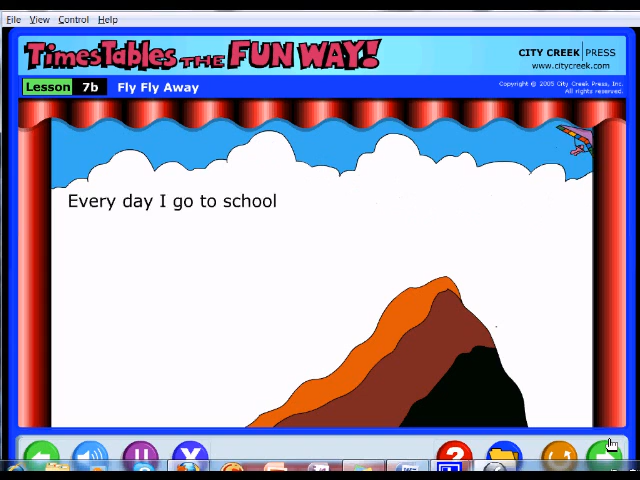 File View Control Help
TIMESTABLES THE FUN WAY!
CITY CREEK PRESS
www.citycreek.com
Lesson 7b Fly Fly Away
Copyright © 2005 City Creek Press, Inc.
All rights reserved.
Every day I go to school
X
?